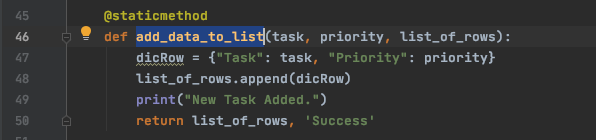 45 @staticmethod
46 def add_data_to_list(task, priority, list_of_rows):
47 dicRow = {"Task": task, "Priority": priority}
48 list_of_rows.append(dicRow)
49 print("New Task Added.")
50 return list_of_rows, 'Success'
51